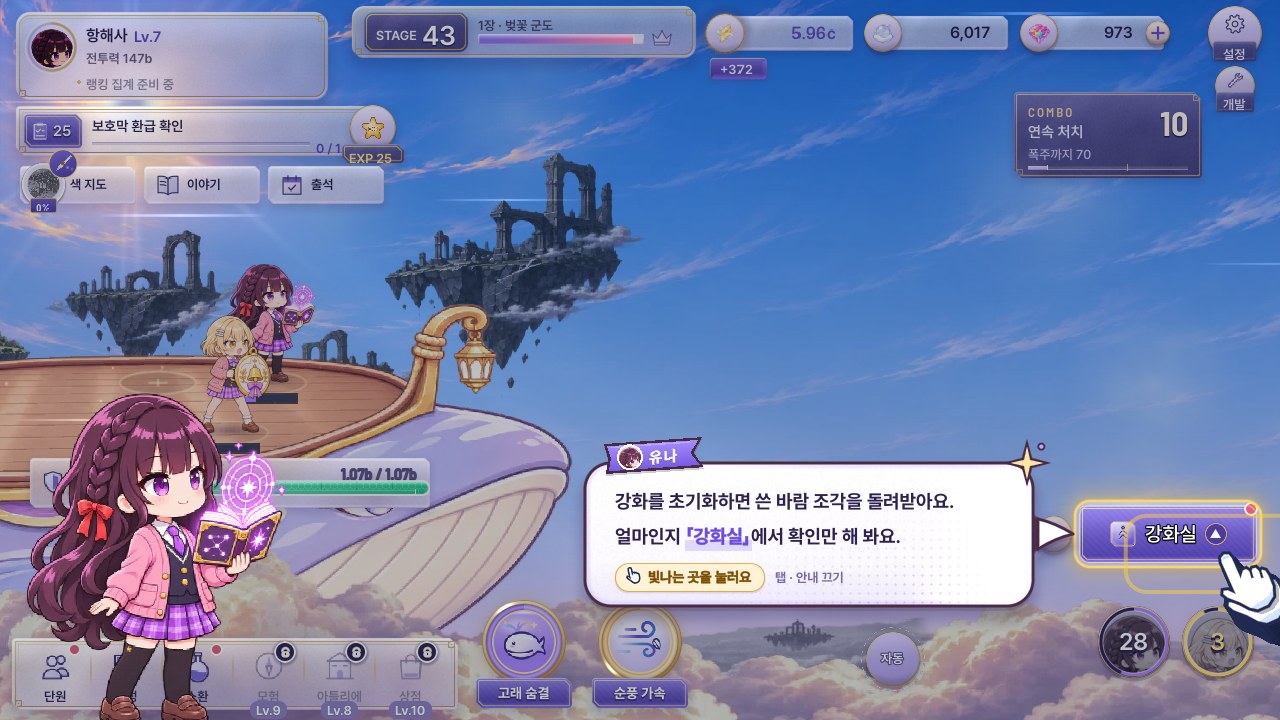 항해사 Lv.7
전투력 147b
* 랭킹 집계 준비 중
STAGE 43
1장 · 벚꽃 군도
5.96c
+372
6,017
973
설정
개발
25
보호막 환급 확인
0 / 1
EXP 25
색 지도
0%
이야기
출석
COMBO
연속 처치
10
폭주까지 70
1.07b / 1.07b
유나
강화를 초기화하면 쓴 바람 조각을 돌려받아요.
얼마인지 「강화실」에서 확인만 해 봐요.
빛나는 곳을 눌러요
탭 · 안내 끄기
강화실
단원
환
모험
Lv.9
아틀리에
Lv.8
상점
Lv.10
고래 숨결
순풍 가속
자동
28
3